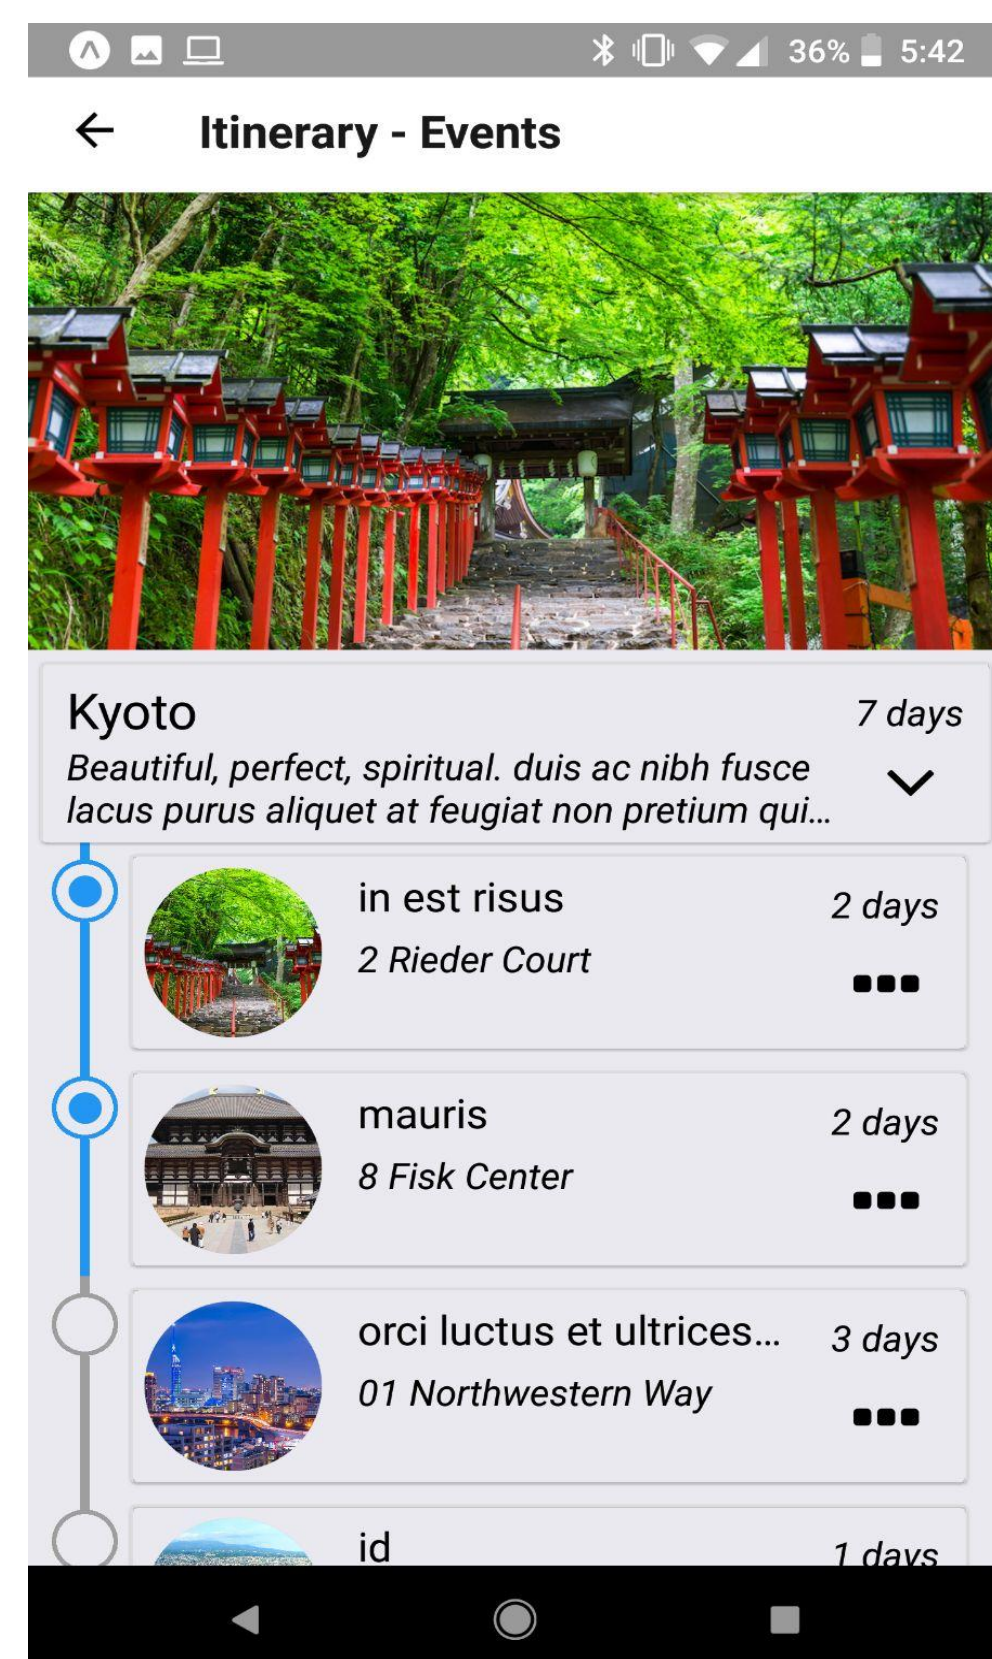 36% 5:42
Itinerary - Events
Kyoto
7 days
Beautiful, perfect, spiritual. duis ac nibh fusce
lacus purus aliquet at feugiat non pretium qui...
in est risus
2 days
2 Rieder Court
mauris
2 days
8 Fisk Center
orci luctus et ultrices...
3 days
01 Northwestern Way
id
1 days